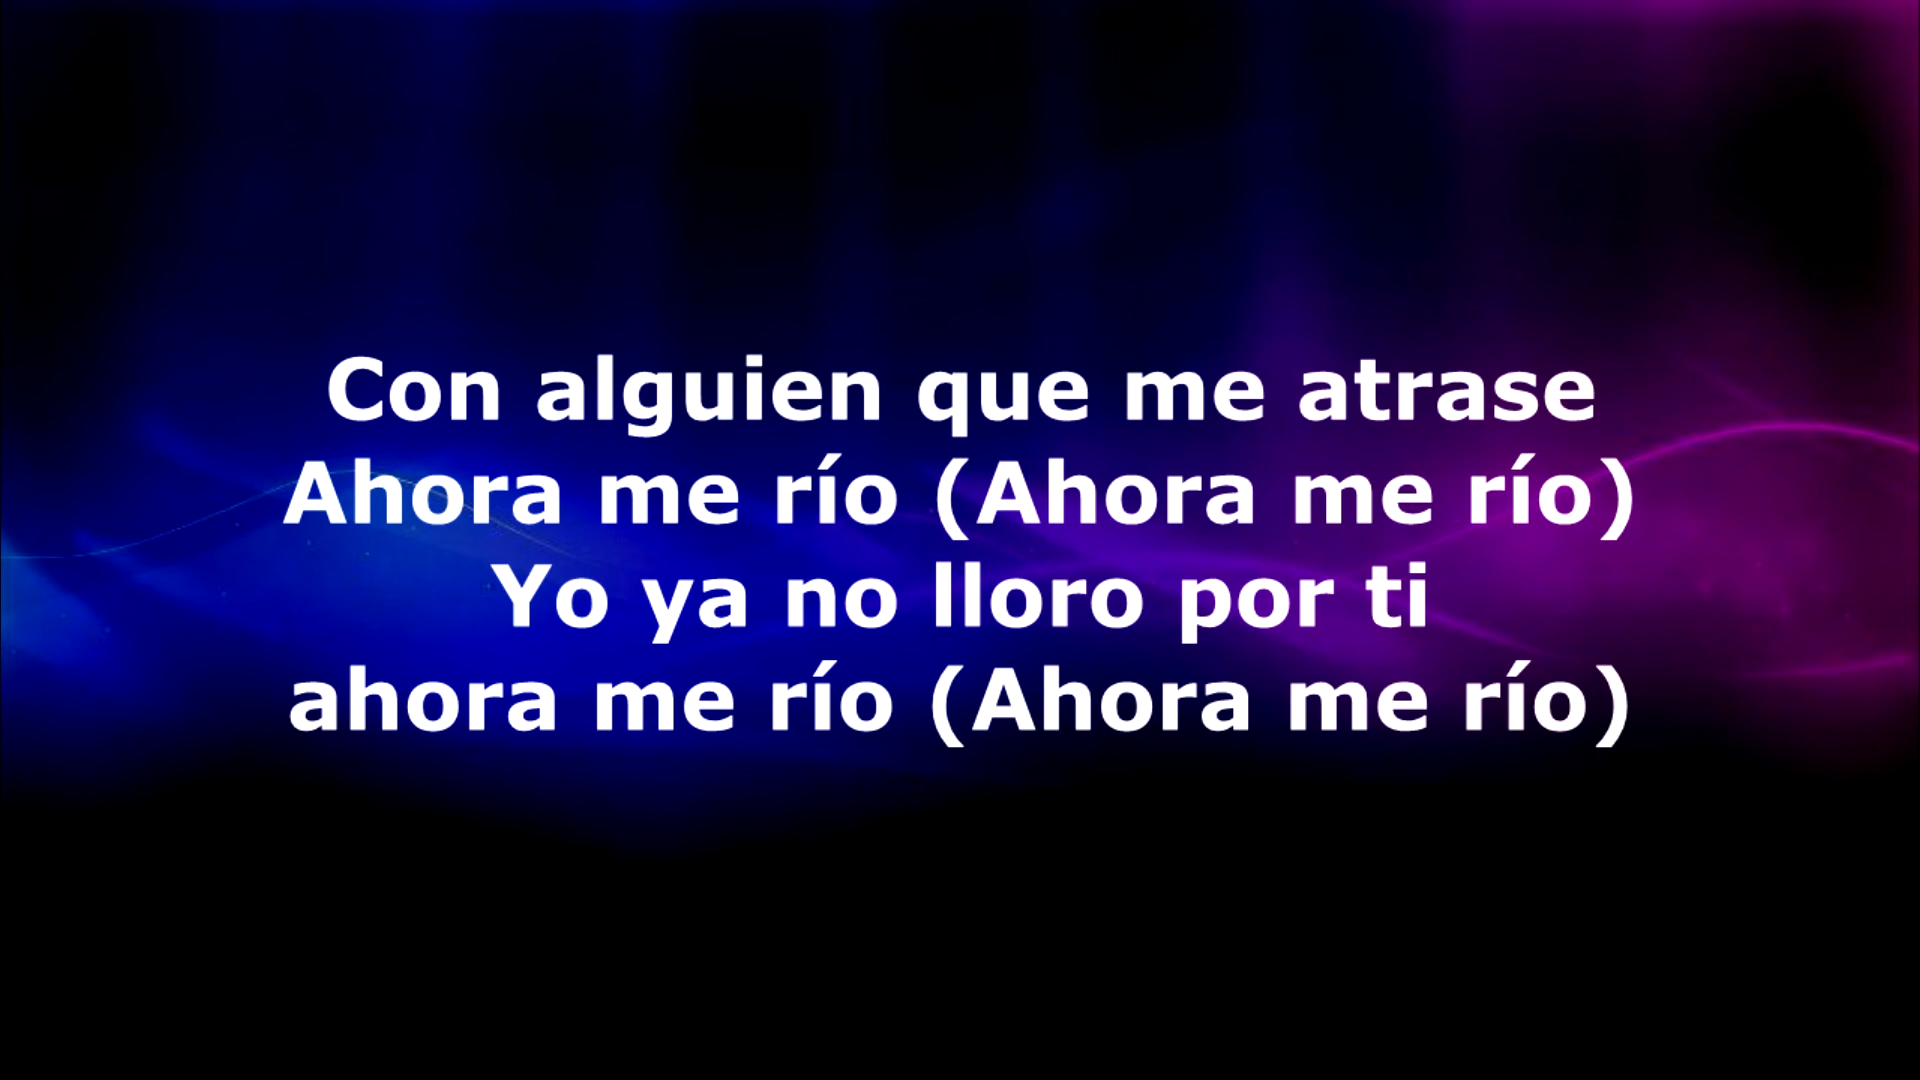 Con alguien que me atrase
Ahora me río (Ahora me río)
Yo ya no lloro por ti
ahora me río (Ahora me río)